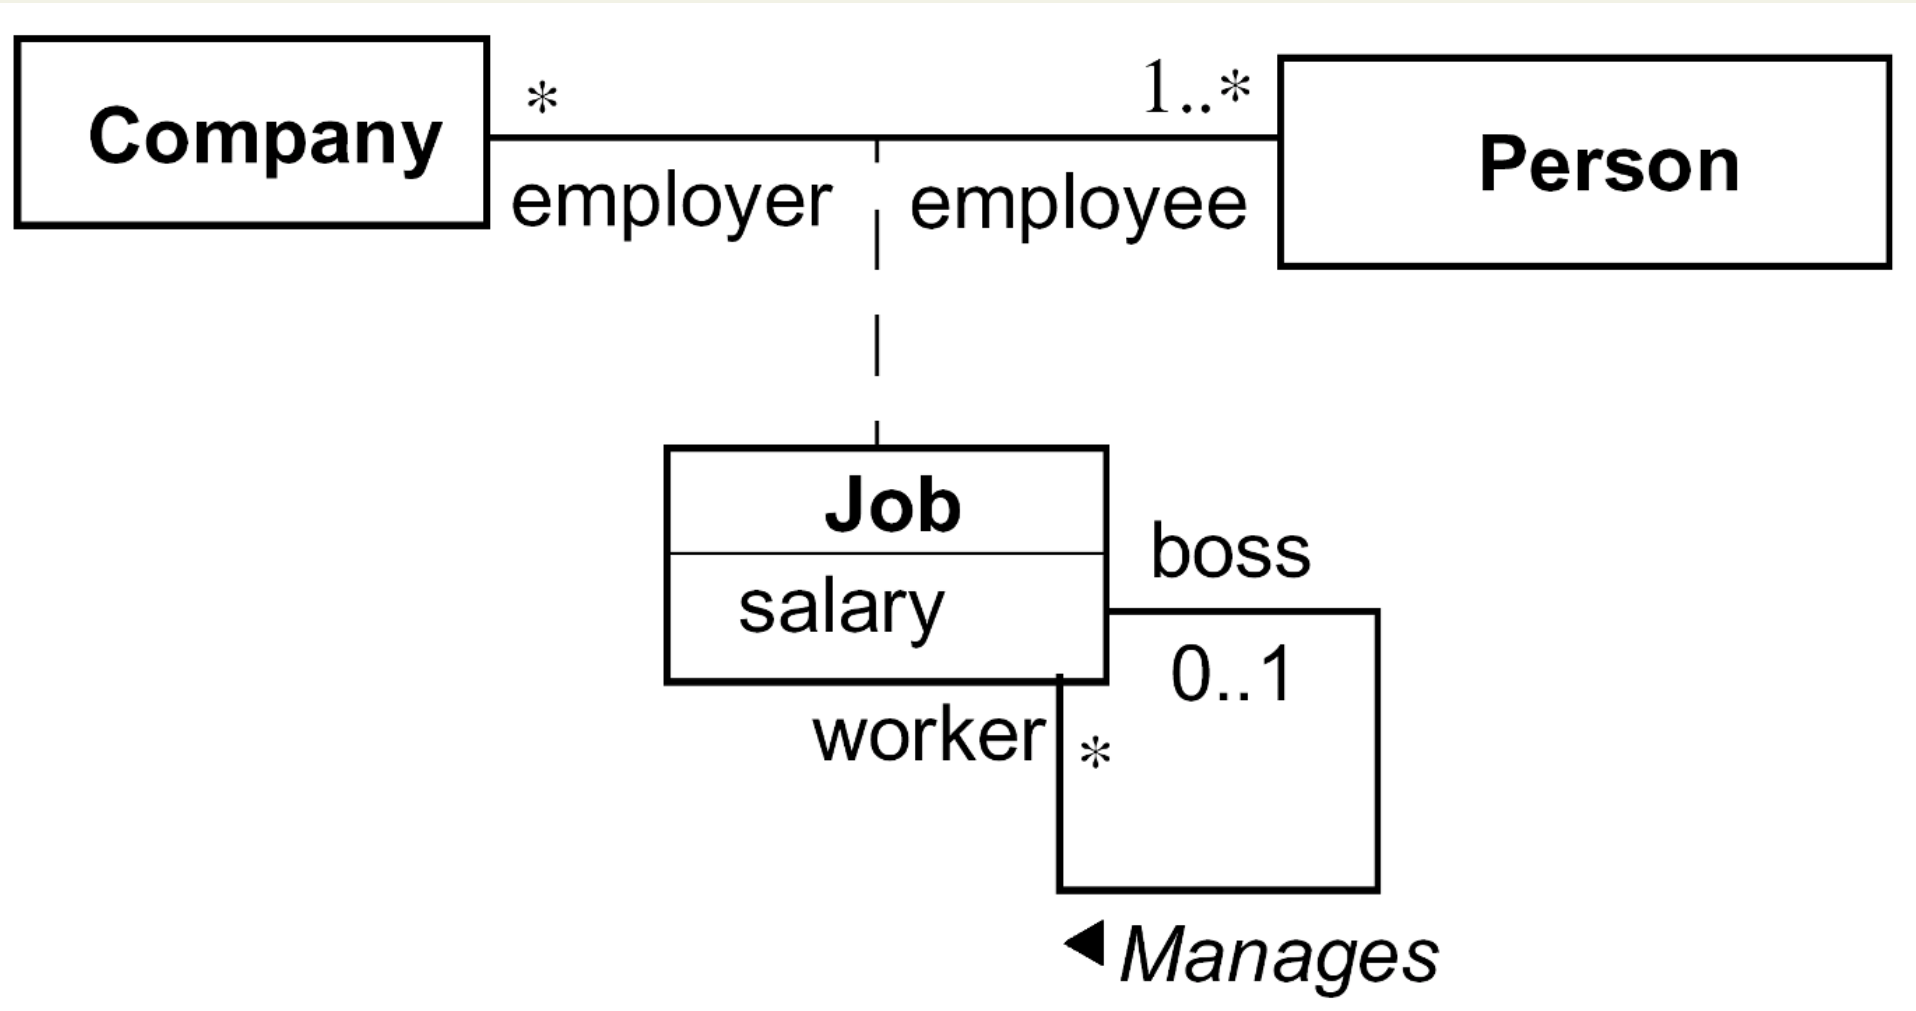 Company
*
1..*
Person
employer
employee
Job
salary
boss
0..1
worker
*
Manages